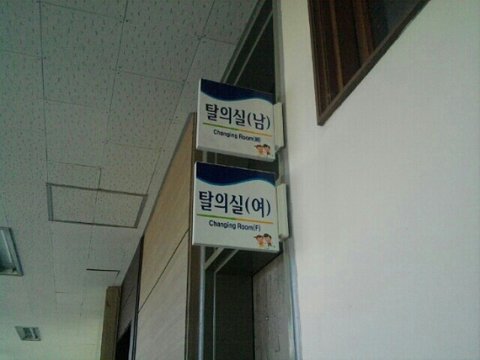 탈의실(남)
Changing Room(M)
탈의실(여)
Changing Room(F)